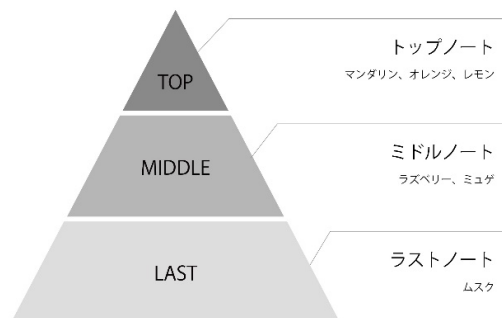 TOP
トップノート
マンダリン、オレンジ、レモン
MIDDLE
ミドルノート
ラズベリー、ミュゲ
LAST
ラストノート
ムスク